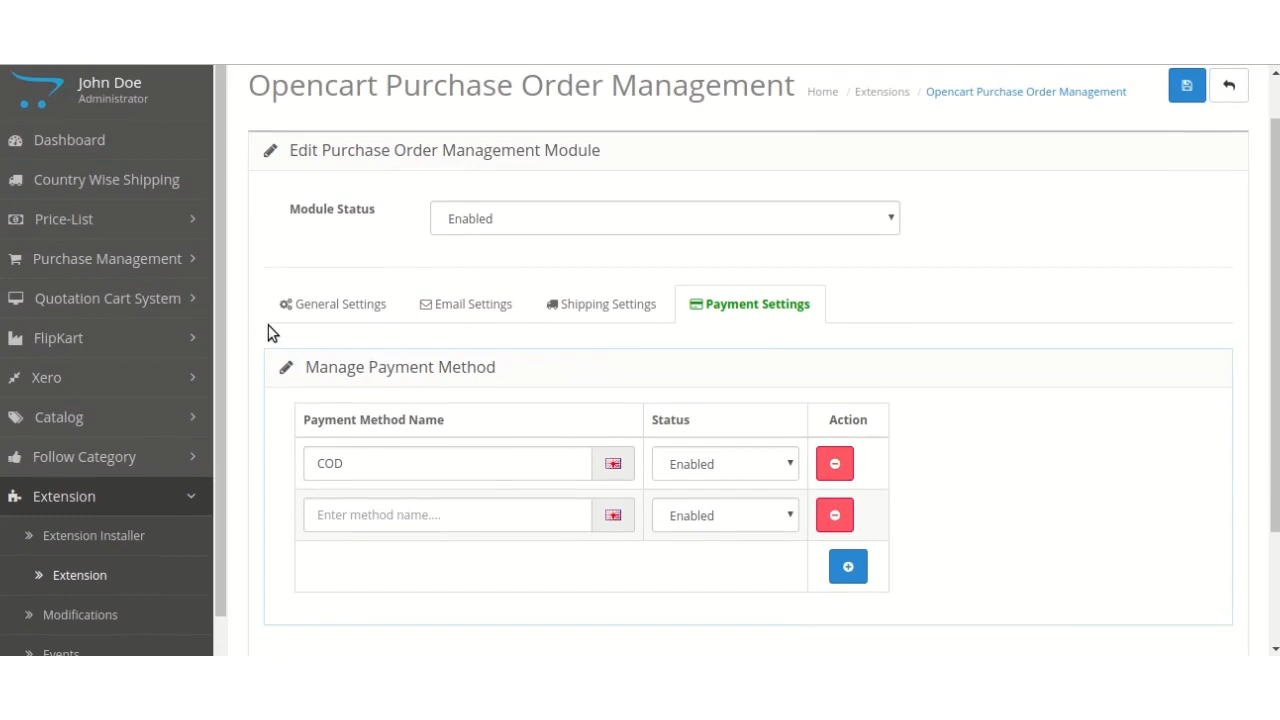 John Doe
Administrator
Dashboard
Country Wise Shipping
Price-List
Purchase Management
Quotation Cart System
FlipKart
Xero
Catalog
Follow Category
Extension
Extension Installer
Extension
Modifications
Events
Opencart Purchase Order Management
Home / Extensions / Opencart Purchase Order Management
Edit Purchase Order Management Module
Module Status
Enabled
General Settings
Email Settings
Shipping Settings
Payment Settings
Manage Payment Method
Payment Method Name Status Action
COD Enabled
Enter method name.... Enabled